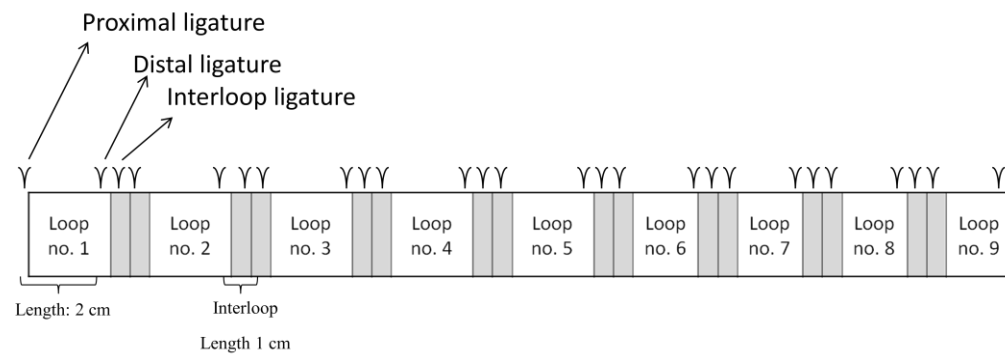 Proximal ligature
Distal ligature
Interloop ligature
Loop no. 1
Loop no. 2
Loop no. 3
Loop no. 4
Loop no. 5
Loop no. 6
Loop no. 7
Loop no. 8
Loop no. 9
Length: 2 cm
Interloop
Length 1 cm